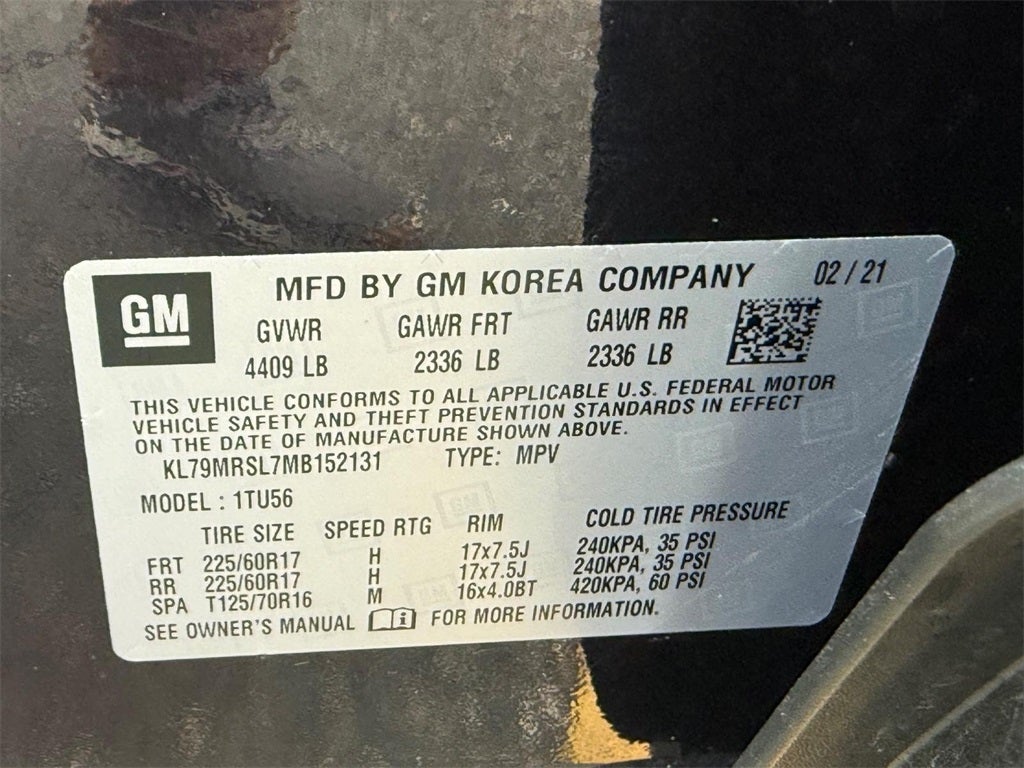 GM
MFD BY GM KOREA COMPANY 02/21
GVWR GAWR FRT GAWR RR
4409 LB 2336 LB 2336 LB
THIS VEHICLE CONFORMS TO ALL APPLICABLE U.S. FEDERAL MOTOR
VEHICLE SAFETY AND THEFT PREVENTION STANDARDS IN EFFECT
ON THE DATE OF MANUFACTURE SHOWN ABOVE.
KL79MRSL7MB152131 TYPE: MPV
MODEL : 1TU56
TIRE SIZE SPEED RTG RIM COLD TIRE PRESSURE
FRT 225/60R17 H 17x7.5J 240KPA, 35 PSI
RR 225/60R17 H 17x7.5J 240KPA, 35 PSI
SPA T125/70R16 M 16x4.0BT 420KPA, 60 PSI
SEE OWNER'S MANUAL FOR MORE INFORMATION.